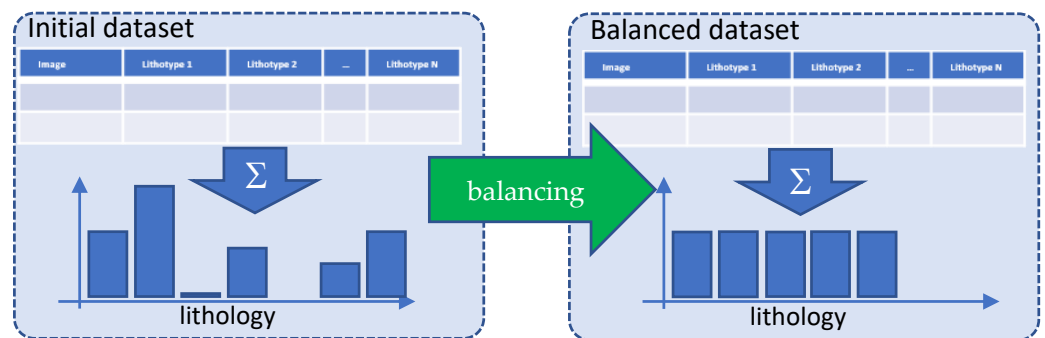 Initial dataset
Image Lithotype 1 Lithotype 2 ... Lithotype N
Σ
lithology
balancing
Balanced dataset
Image Lithotype 1 Lithotype 2 ... Lithotype N
Σ
lithology